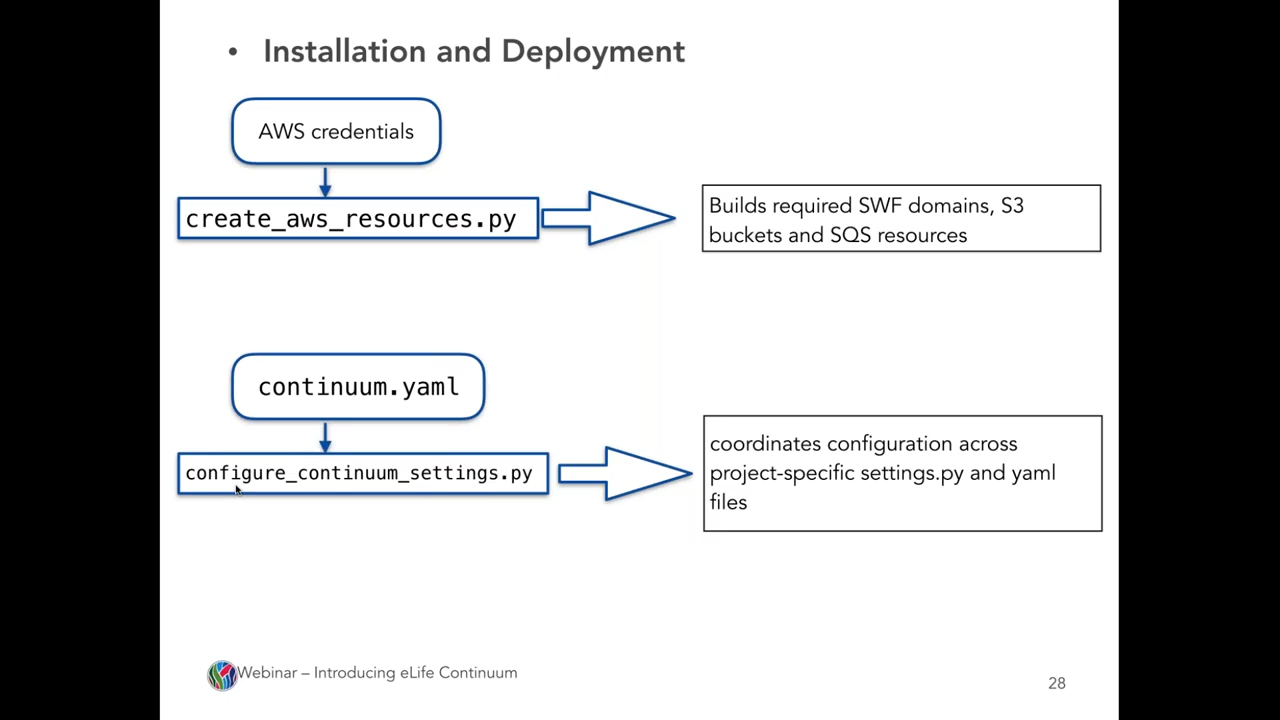 • Installation and Deployment
AWS credentials
create_aws_resources.py
Builds required SWF domains, S3
buckets and SQS resources
continuum.yaml
configure_continuum_settings.py
coordinates configuration across
project-specific settings.py and yaml
files
Webinar – Introducing eLife Continuum
28